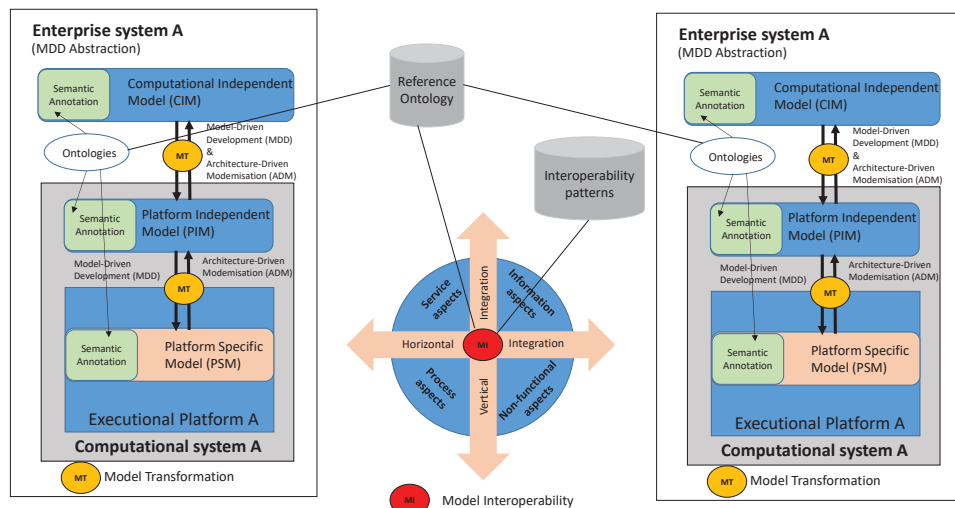 Enterprise system A
(MDD Abstraction)
Semantic
Annotation
Computational Independent
Model (CIM)
Ontologies
MT
Model-Driven
Development (MDD)
&
Architecture-Driven
Modemisation (ADM)
Semantic
Annotation
Platform Independent
Model (PIM)
Model-Driven
Development (MDD)
MT
Architecture-Driven
Modemisation (ADM)
Semantic
Annotation
Platform Specific
Model (PSM)
Executional Platform A
Computational system A
MT Model Transformation
Reference
Ontology
Interoperability
patterns
Service
aspects
Integration
Information
aspects
Horizontal
MI
Integration
Process
aspects
Vertical
Non-functional
aspects
MI Model Interoperability
Enterprise system A
(MDD Abstraction)
Semantic
Annotation
Computational Independent
Model (CIM)
Ontologies
MT
Model-Driven
Development (MDD)
&
Architecture-Driven
Modemisation (ADM)
Semantic
Annotation
Platform Independent
Model (PIM)
Model-Driven
Development (MDD)
MT
Architecture-Driven
Modemisation (ADM)
Semantic
Annotation
Platform Specific
Model (PSM)
Executional Platform A
Computational system A
MT Model Transformation